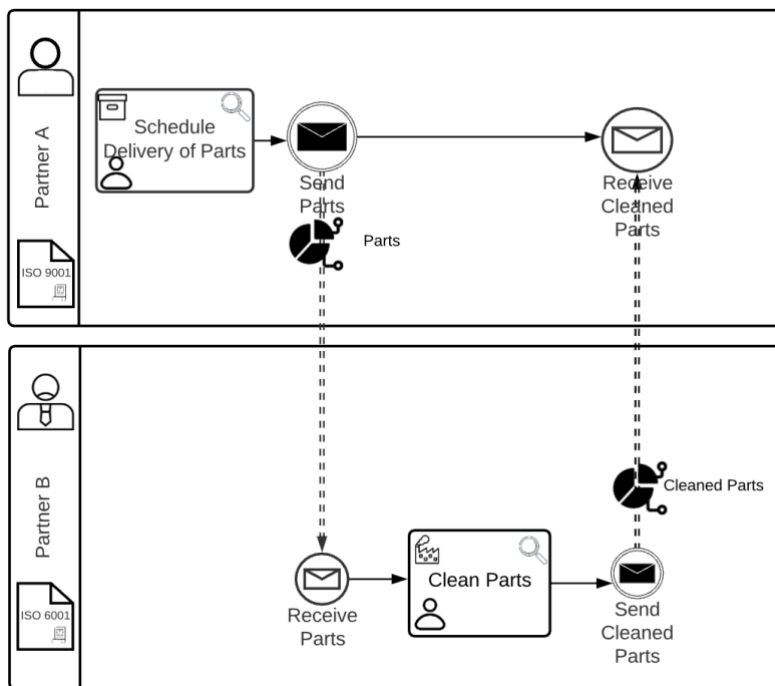 Partner A
ISO 9001
Schedule
Delivery of Parts
Send
Parts
Parts
Receive
Cleaned
Parts
Partner B
ISO 6001
Receive
Parts
Clean Parts
Cleaned Parts
Send
Cleaned
Parts